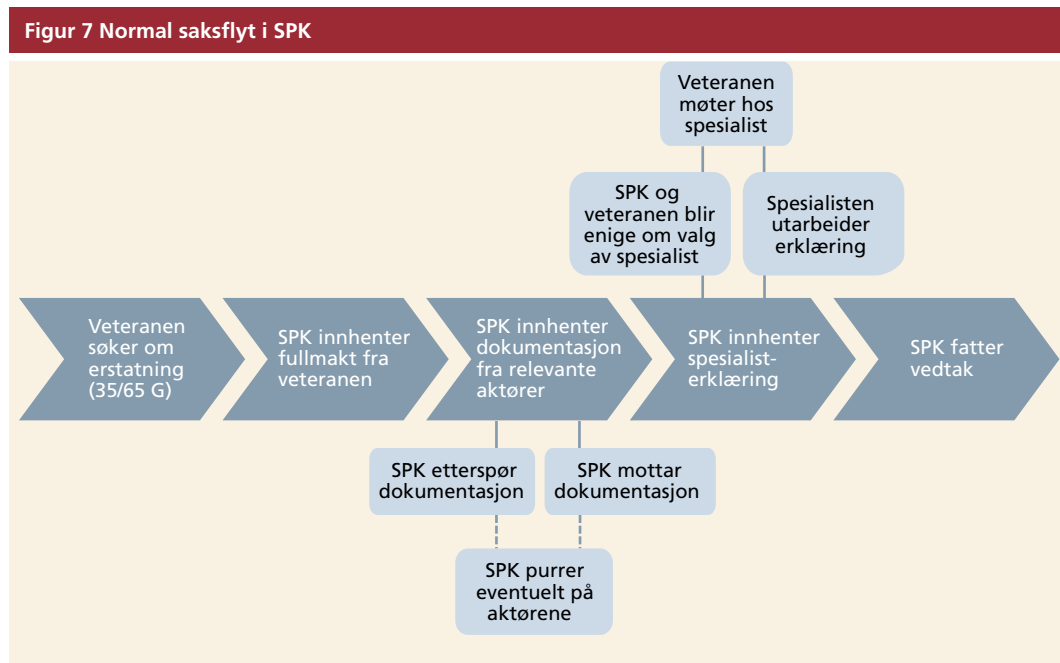 Figur 7 Normal saksflyt i SPK
Veteranen
møter hos
spesialist
SPK og
veteranen blir
enige om valg
av spesialist
Spesialisten
utarbeider
erklæring
Veteranen
søker om
erstatning
(35/65 G)
SPK innhenter
fullmakt fra
veteranen
SPK innhenter
dokumentasjon
fra relevante
aktører
SPK innhenter
spesialist-
erklæring
SPK fatter
vedtak
SPK etterspør
dokumentasjon
SPK mottar
dokumentasjon
SPK purrer
eventuelt på
aktørene